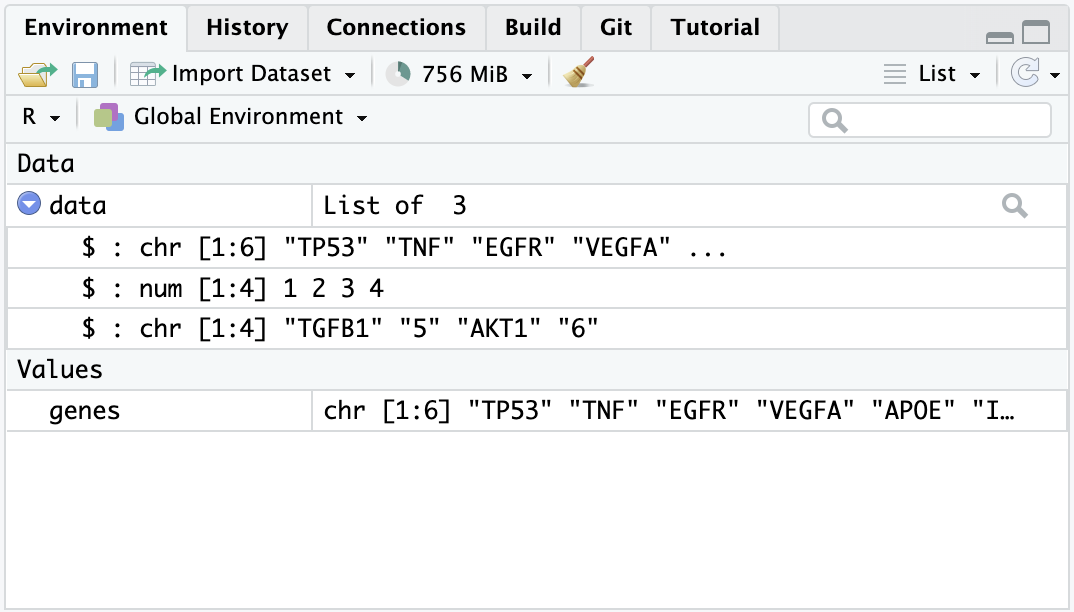 Environment History Connections Build Git Tutorial
Import Dataset 756 MiB List
R Global Environment
Data
data List of  3
$ : chr [1:6] "TP53" "TNF" "EGFR" "VEGFA" ...
$ : num [1:4] 1 2 3 4
$ : chr [1:4] "TGFB1" "5" "AKT1" "6"
Values
genes chr [1:6] "TP53" "TNF" "EGFR" "VEGFA" "APOE" "I…